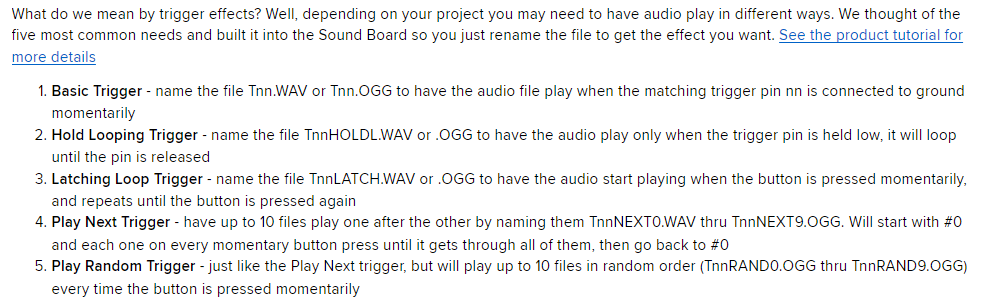 What do we mean by trigger effects? Well, depending on your project you may need to have audio play in different ways. We thought of the
five most common needs and built it into the Sound Board so you just rename the file to get the effect you want. See the product tutorial for
more details
1. Basic Trigger - name the file Tnn.WAV or Tnn.OGG to have the audio file play when the matching trigger pin nn is connected to ground
momentarily
2. Hold Looping Trigger - name the file TnnHOLDL.WAV or .OGG to have the audio play only when the trigger pin is held low, it will loop
until the pin is released
3. Latching Loop Trigger - name the file TnnLATCH.WAV or .OGG to have the audio start playing when the button is pressed momentarily,
and repeats until the button is pressed again
4. Play Next Trigger - have up to 10 files play one after the other by naming them TnnNEXT0.WAV thru TnnNEXT9.OGG. Will start with #0
and each one on every momentary button press until it gets through all of them, then go back to #0
5. Play Random Trigger - just like the Play Next trigger, but will play up to 10 files in random order (TnnRAND0.OGG thru TnnRAND9.OGG)
every time the button is pressed momentarily